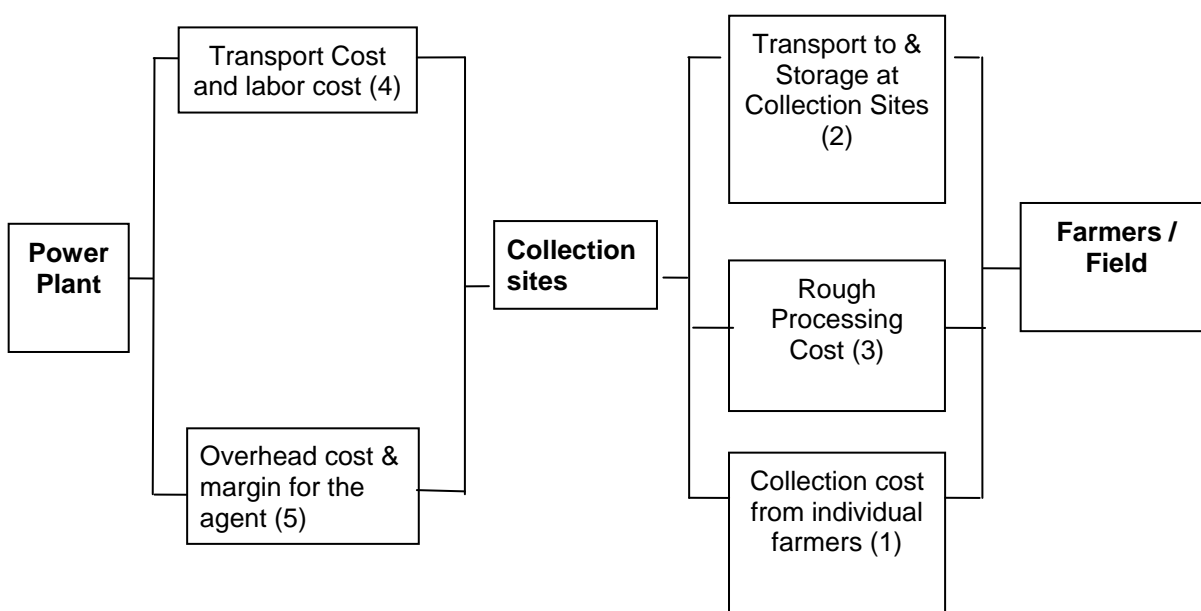 Transport Cost
and labor cost (4)
Transport to &
Storage at
Collection Sites
(2)
Power
Plant
Collection
sites
Farmers /
Field
Rough
Processing
Cost (3)
Overhead cost &
margin for the
agent (5)
Collection cost
from individual
farmers (1)